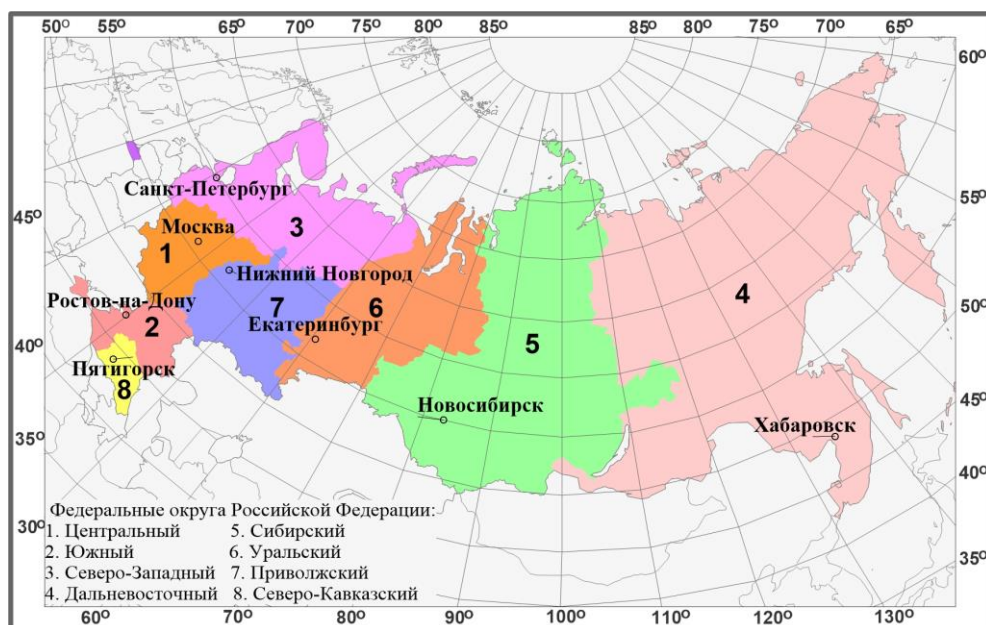 50º 55º 65º 70º 75º 80º 85º 85º 80º 75º 70º 65º
60º
Санкт-Петербург
55º
45º
Москва
1
3
Нижний Новгород
Ростов-на-Дону
7
6
4
50º
2
Екатеринбург
5
40º
Пятигорск
8
Новосибирск
45º
Хабаровск
35º
40º
Федеральные округа Российской Федерации:
1. Центральный 5. Сибирский
30º
2. Южный 6. Уральский
35º
3. Северо-Западный 7. Приволжский
4. Дальневосточный 8. Северо-Кавказский
60º 70º 80º 90º 100º 110º 120º 130º